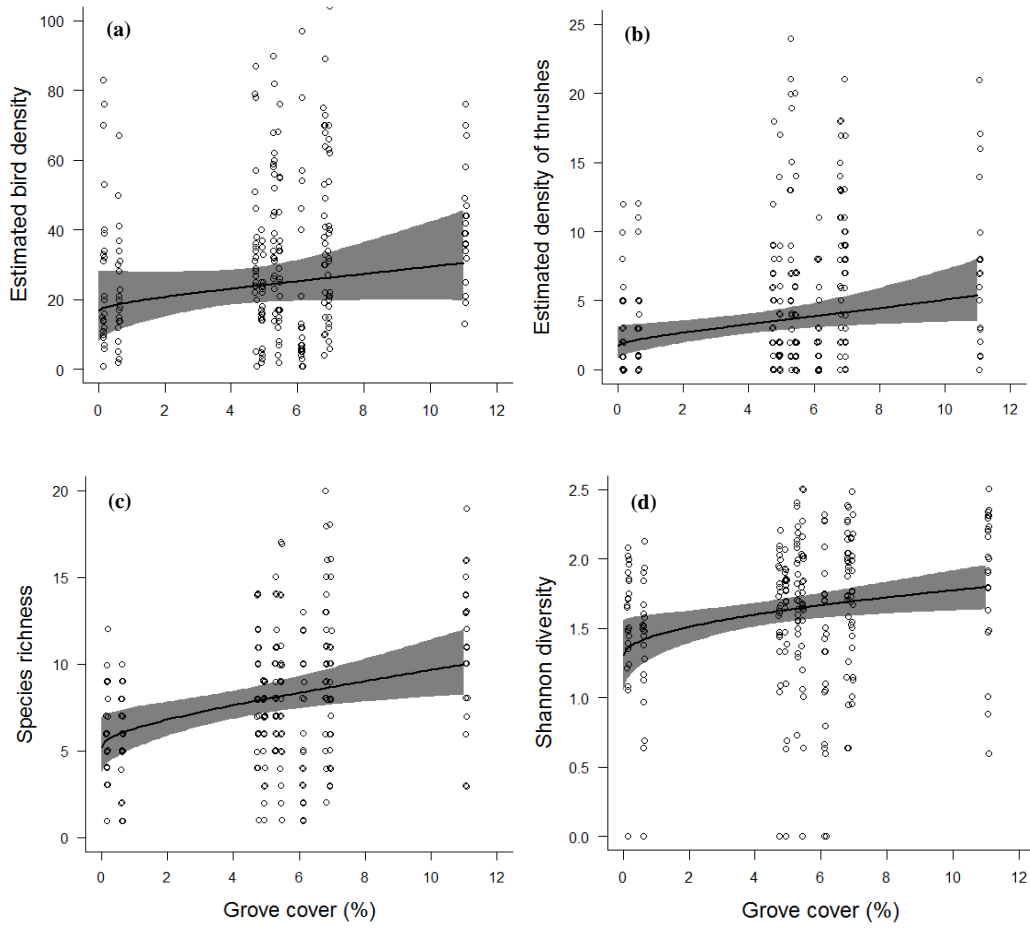 (a)
Estimated bird density
100
80
60
40
20
0
0 2 4 6 8 10 12
(b)
Estimated density of thrushes
25
20
15
10
5
0
0 2 4 6 8 10 12
(c)
Species richness
20
15
10
5
0
0 2 4 6 8 10 12
Grove cover (%)
(d)
Shannon diversity
2.5
2.0
1.5
1.0
0.5
0.0
0 2 4 6 8 10 12
Grove cover (%)